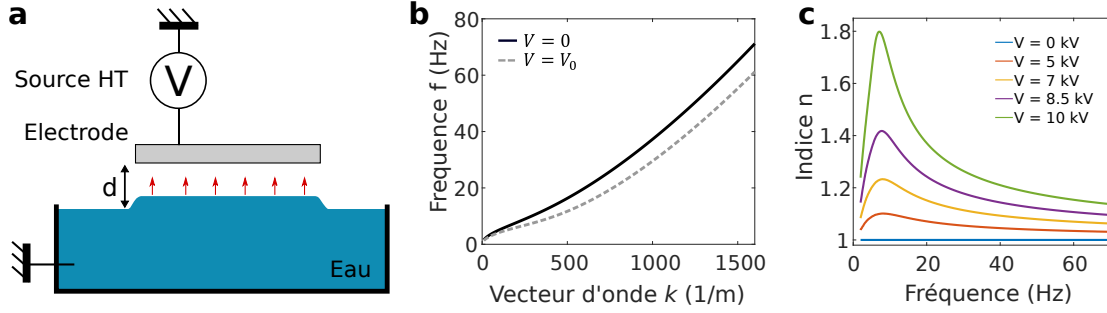 a
Source HT
V
Electrode
d
Eau
b
Frequence f (Hz)
80
60
40
20
0
V = 0
V = V₀
0
500
1000
1500
Vecteur d'onde k (1/m)
c
Indice n
1.8
1.6
1.4
1.2
1
V = 0 kV
V = 5 kV
V = 7 kV
V = 8.5 kV
V = 10 kV
0
20
40
60
Fréquence (Hz)